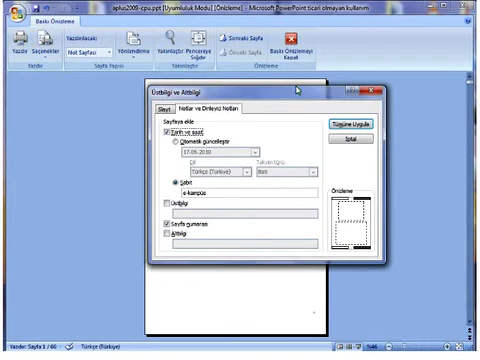 aplus2009-cpu.ppt [Uyumluluk Modu] [Önizleme] - Microsoft PowerPoint ticari olmayan kullanım
Baskı Önizleme
Yazdır Seçenekler
Yazdırılacak:
Not Sayfası
Yönlendirme
Yakınlaştır Pencereye Sığdır
Sonraki Sayfa
Önceki Sayfa
Baskı Önizlemeyi Kapat
Yazdır
Sayfa Yapısı
Yakınlaştır
Önizleme
Üstbilgi ve Altbilgi
Slayt
Notlar ve Dinleyici Notları
Sayfaya ekle
Tarih ve saat
Otomatik güncelleştir
17-06-2010
Dil
Takvim türü:
Türkçe (Türkiye)
Batı
Sabit
e-kampüs
Üstbilgi
Sayfa numarası
Altbilgi
Tümüne Uygula
İptal
Önizleme
Yazdır: Sayfa 1 / 66
Türkçe (Türkiye)
%46